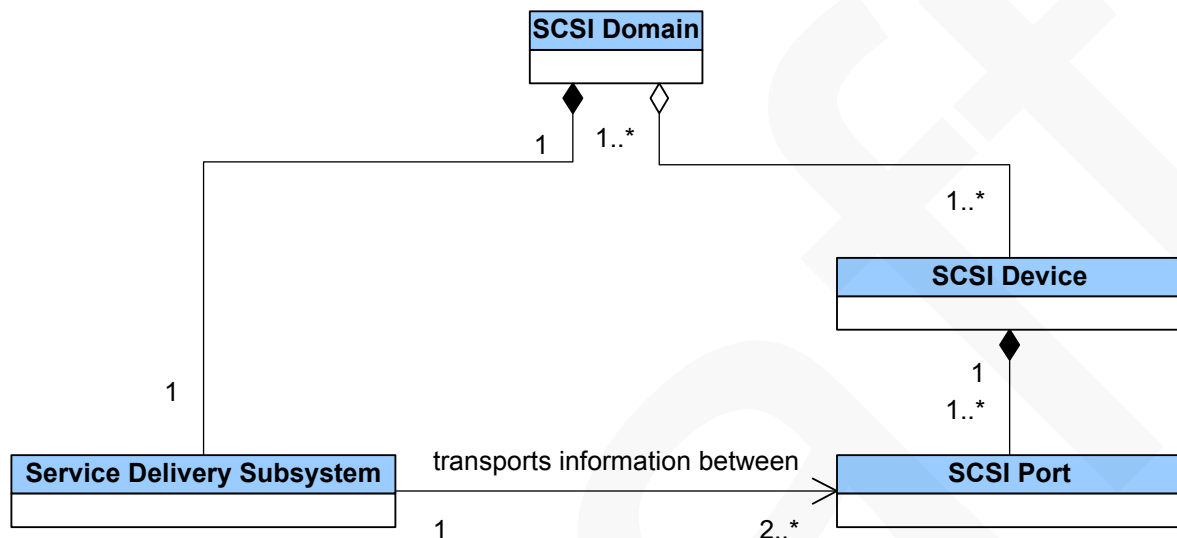 SCSI Domain
1
1..*
1..*
SCSI Device
1
1
1..*
Service Delivery Subsystem
transports information between
SCSI Port
1
2..*